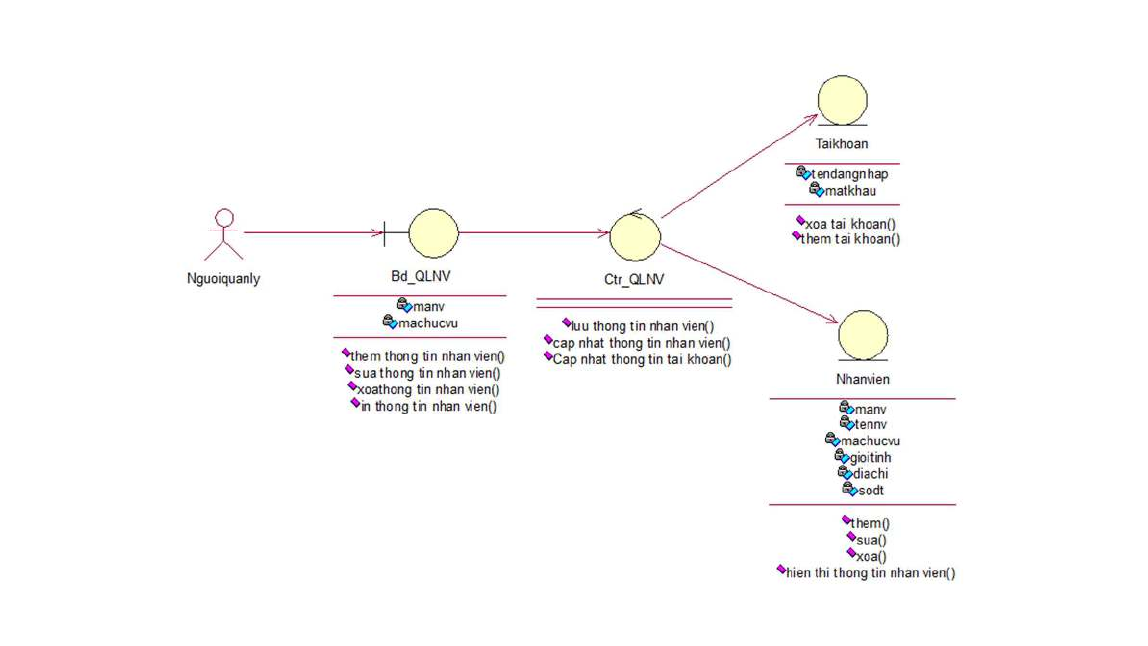 Nguoiquanly
Bd_QLNV
manv
machucvu
them thong tin nhan vien()
sua thong tin nhan vien()
xoathong tin nhan vien()
in thong tin nhan vien()
Ctr_QLNV
luu thong tin nhan vien()
cap nhat thong tin nhan vien()
Cap nhat thong tin tai khoan()
Taikhoan
tendangnhap
matkhau
xoa tai khoan()
them tai khoan()
Nhanvien
manv
tennv
machucvu
gioitinh
diachi
sodt
them()
sua()
xoa()
hien thi thong tin nhan vien()